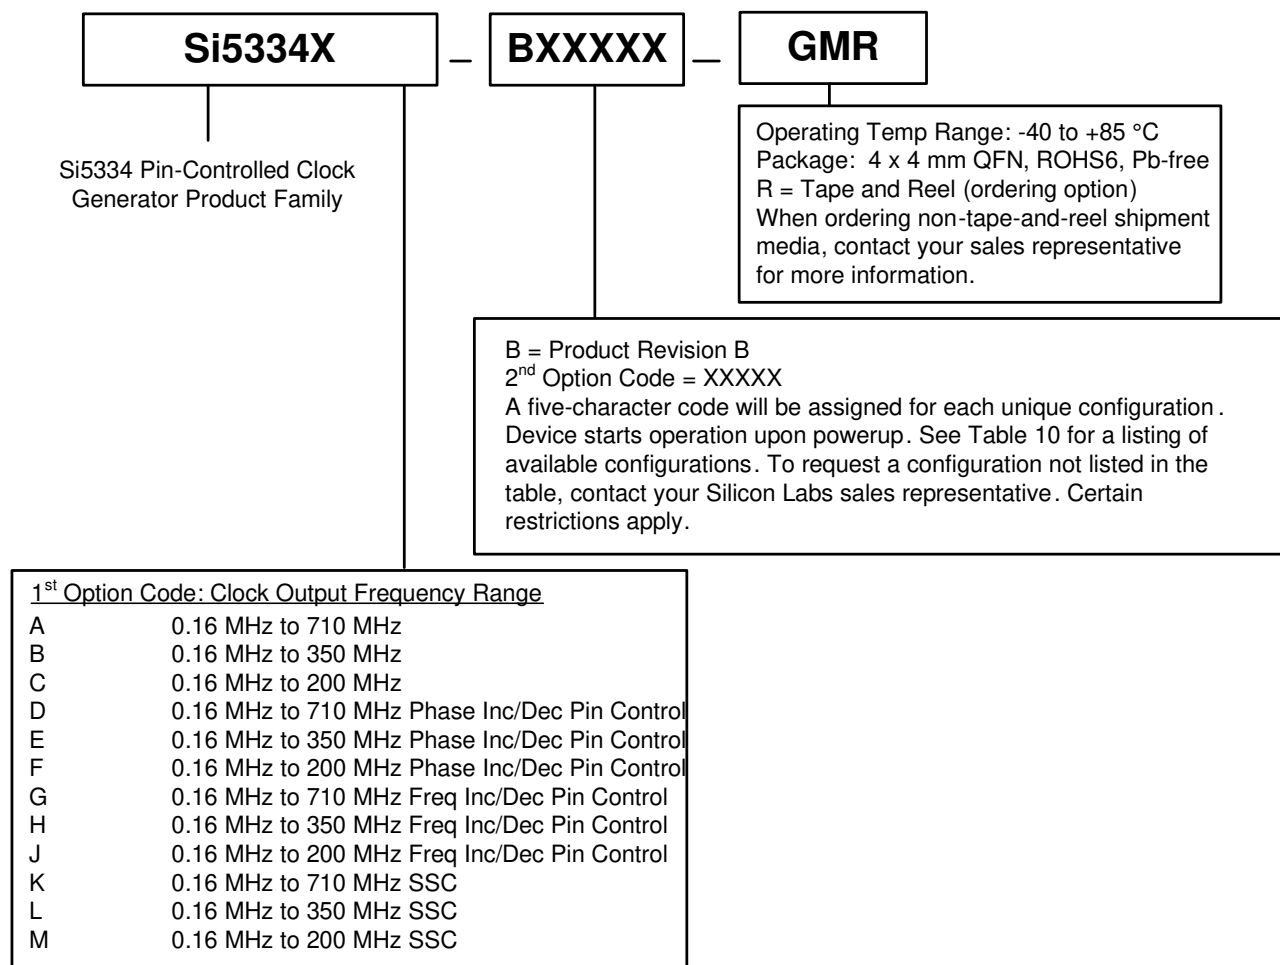 Si5334X – BXXXXX – GMR
Si5334 Pin-Controlled Clock
Generator Product Family
Operating Temp Range: -40 to +85 °C
Package: 4 x 4 mm QFN, ROHS6, Pb-free
R = Tape and Reel (ordering option)
When ordering non-tape-and-reel shipment
media, contact your sales representative
for more information.
B = Product Revision B
2nd Option Code = XXXXX
A five-character code will be assigned for each unique configuration.
Device starts operation upon powerup. See Table 10 for a listing of
available configurations. To request a configuration not listed in the
table, contact your Silicon Labs sales representative. Certain
restrictions apply.
1st Option Code: Clock Output Frequency Range
A 0.16 MHz to 710 MHz
B 0.16 MHz to 350 MHz
C 0.16 MHz to 200 MHz
D 0.16 MHz to 710 MHz Phase Inc/Dec Pin Control
E 0.16 MHz to 350 MHz Phase Inc/Dec Pin Control
F 0.16 MHz to 200 MHz Phase Inc/Dec Pin Control
G 0.16 MHz to 710 MHz Freq Inc/Dec Pin Control
H 0.16 MHz to 350 MHz Freq Inc/Dec Pin Control
J 0.16 MHz to 200 MHz Freq Inc/Dec Pin Control
K 0.16 MHz to 710 MHz SSC
L 0.16 MHz to 350 MHz SSC
M 0.16 MHz to 200 MHz SSC